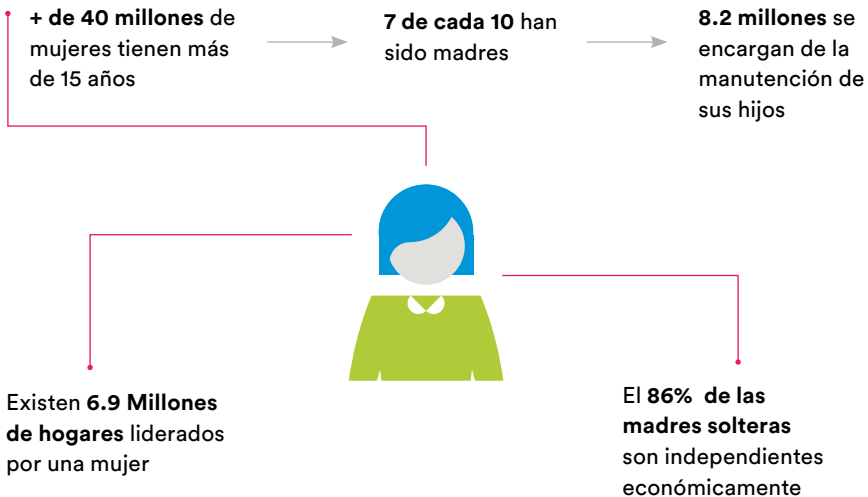 + de 40 millones de
mujeres tienen más
de 15 años
7 de cada 10 han
sido madres
8.2 millones se
encargan de la
manutención de
sus hijos
Existen 6.9 Millones
de hogares liderados
por una mujer
El 86% de las
madres solteras
son independientes
económicamente